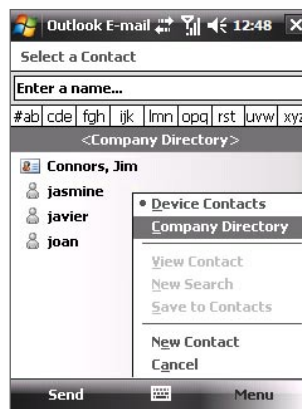 Outlook E-mail 12:48
Select a Contact
Enter a name...
#ab cde fgh ijk lmn opq rst uvw xyz
<Company Directory>
Connors, Jim
jasmine
javier
joan
Device Contacts
Company Directory
View Contact
New Search
Save to Contacts
New Contact
Cancel
Send Menu